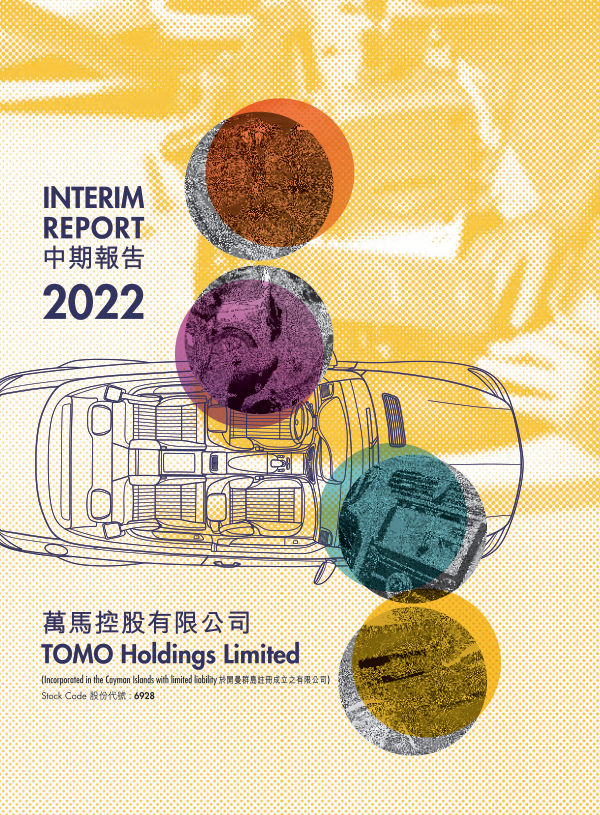 INTERIM
REPORT
中期報告
2022
萬馬控股有限公司
TOMO Holdings Limited
(Incorporated in the Cayman Islands with limited liability 於開曼群島註冊成立之有限公司)
Stock Code 股份代號 : 6928